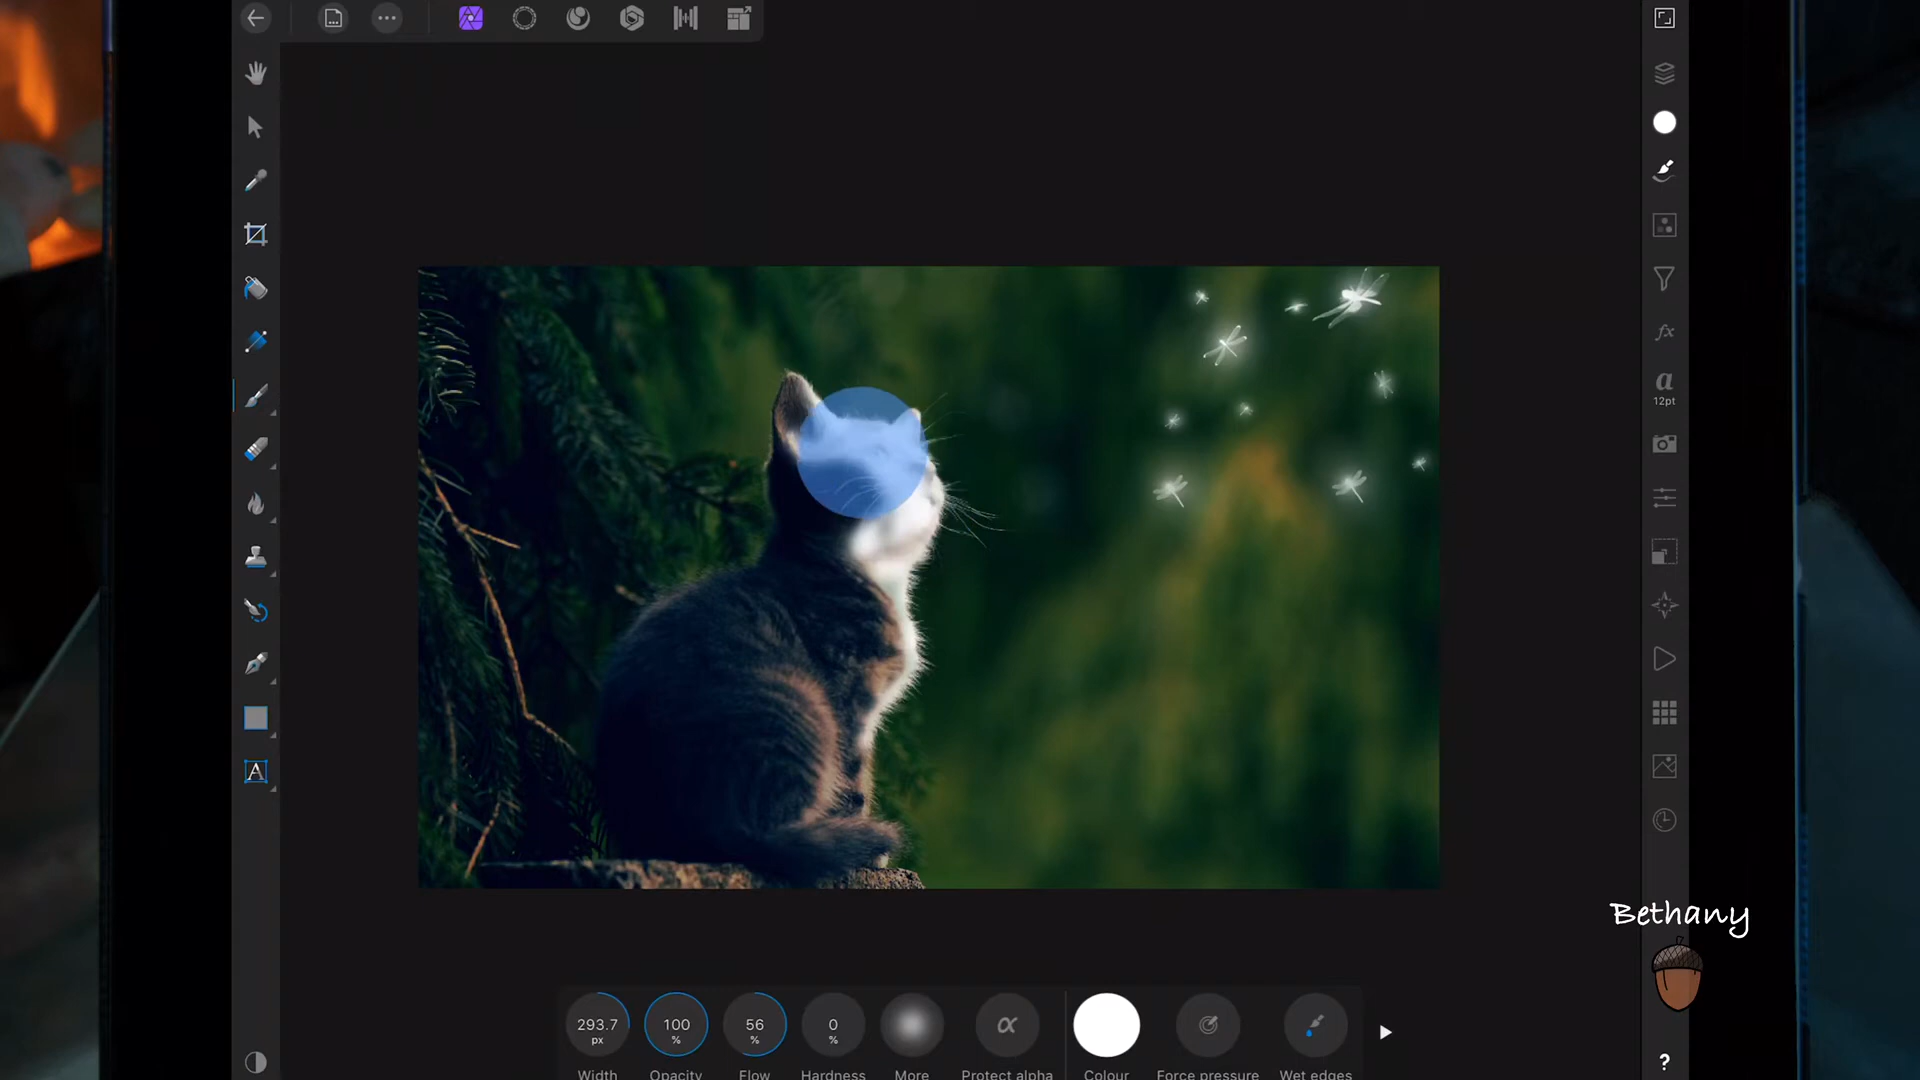 a
12pt
A
Bethany
293.7
px
100
%
56
%
0
%
α
Width
Opacity
Flow
Hardness
More
Protect alpha
Colour
Force pressure
Wet edges
?
fx